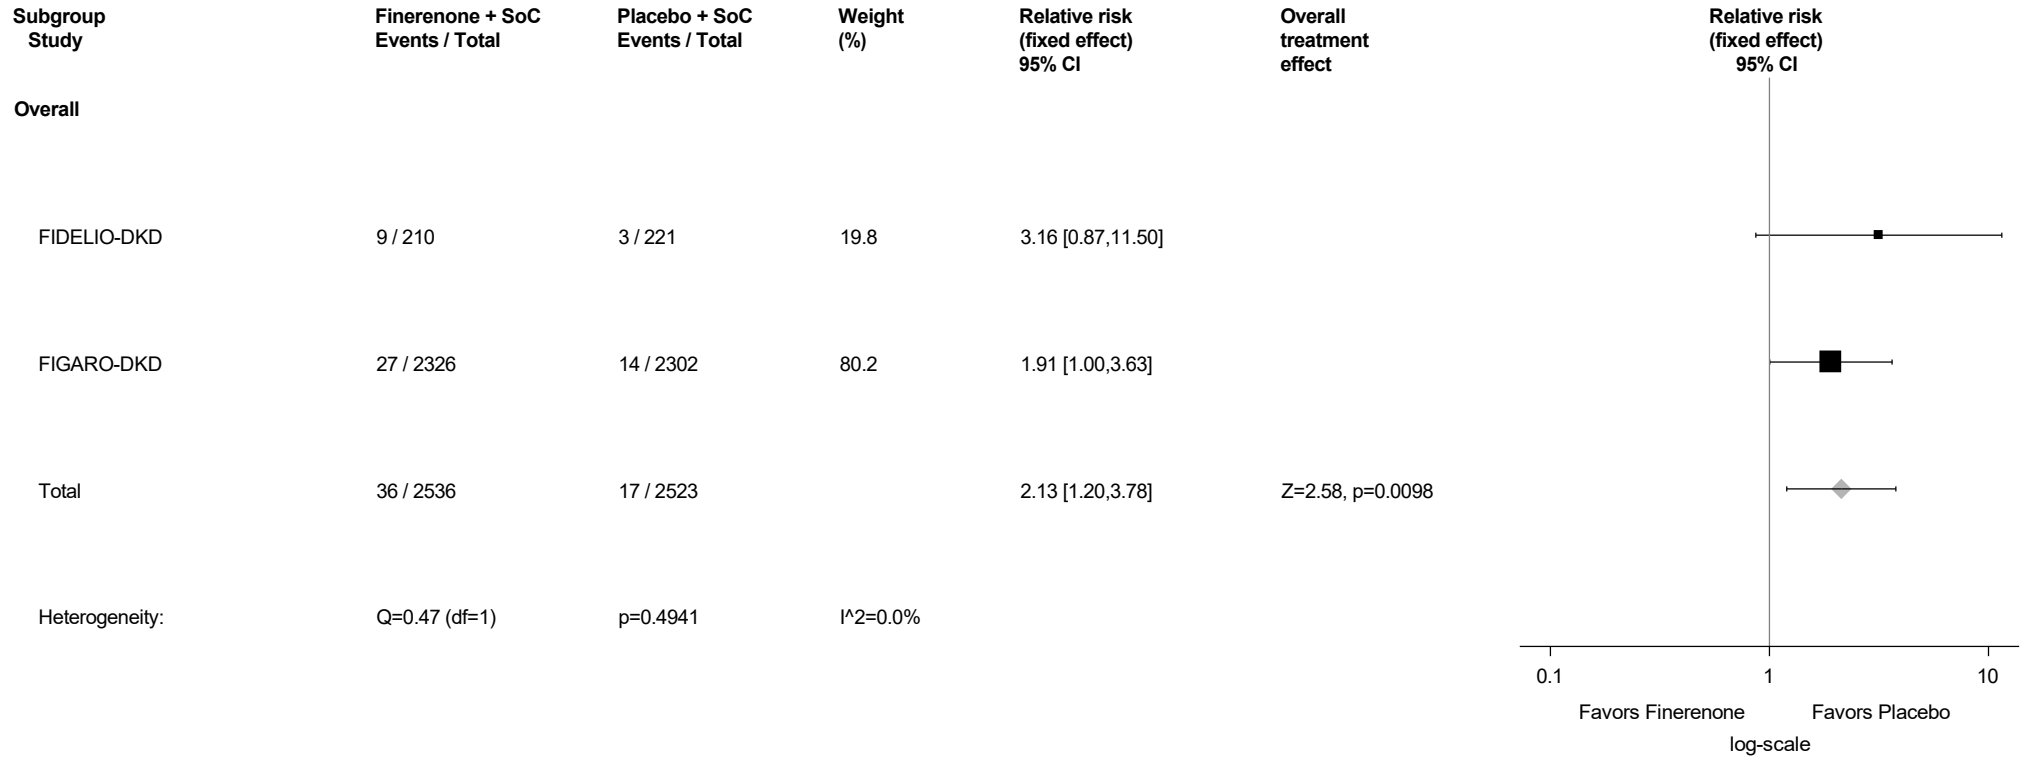 Subgroup Finerenone + SoC Placebo + SoC Weight Relative risk Overall Relative risk
Study Events / Total Events / Total (%) (fixed effect) treatment (fixed effect)
95% CI effect 95% CI
Overall
FIDELIO-DKD 9 / 210 3 / 221 19.8 3.16 [0.87,11.50]
FIGARO-DKD 27 / 2326 14 / 2302 80.2 1.91 [1.00,3.63]
Total 36 / 2536 17 / 2523 2.13 [1.20,3.78] Z=2.58, p=0.0098
Heterogeneity: Q=0.47 (df=1) p=0.4941 I^2=0.0%
0.1 1 10
Favors Finerenone Favors Placebo
log-scale